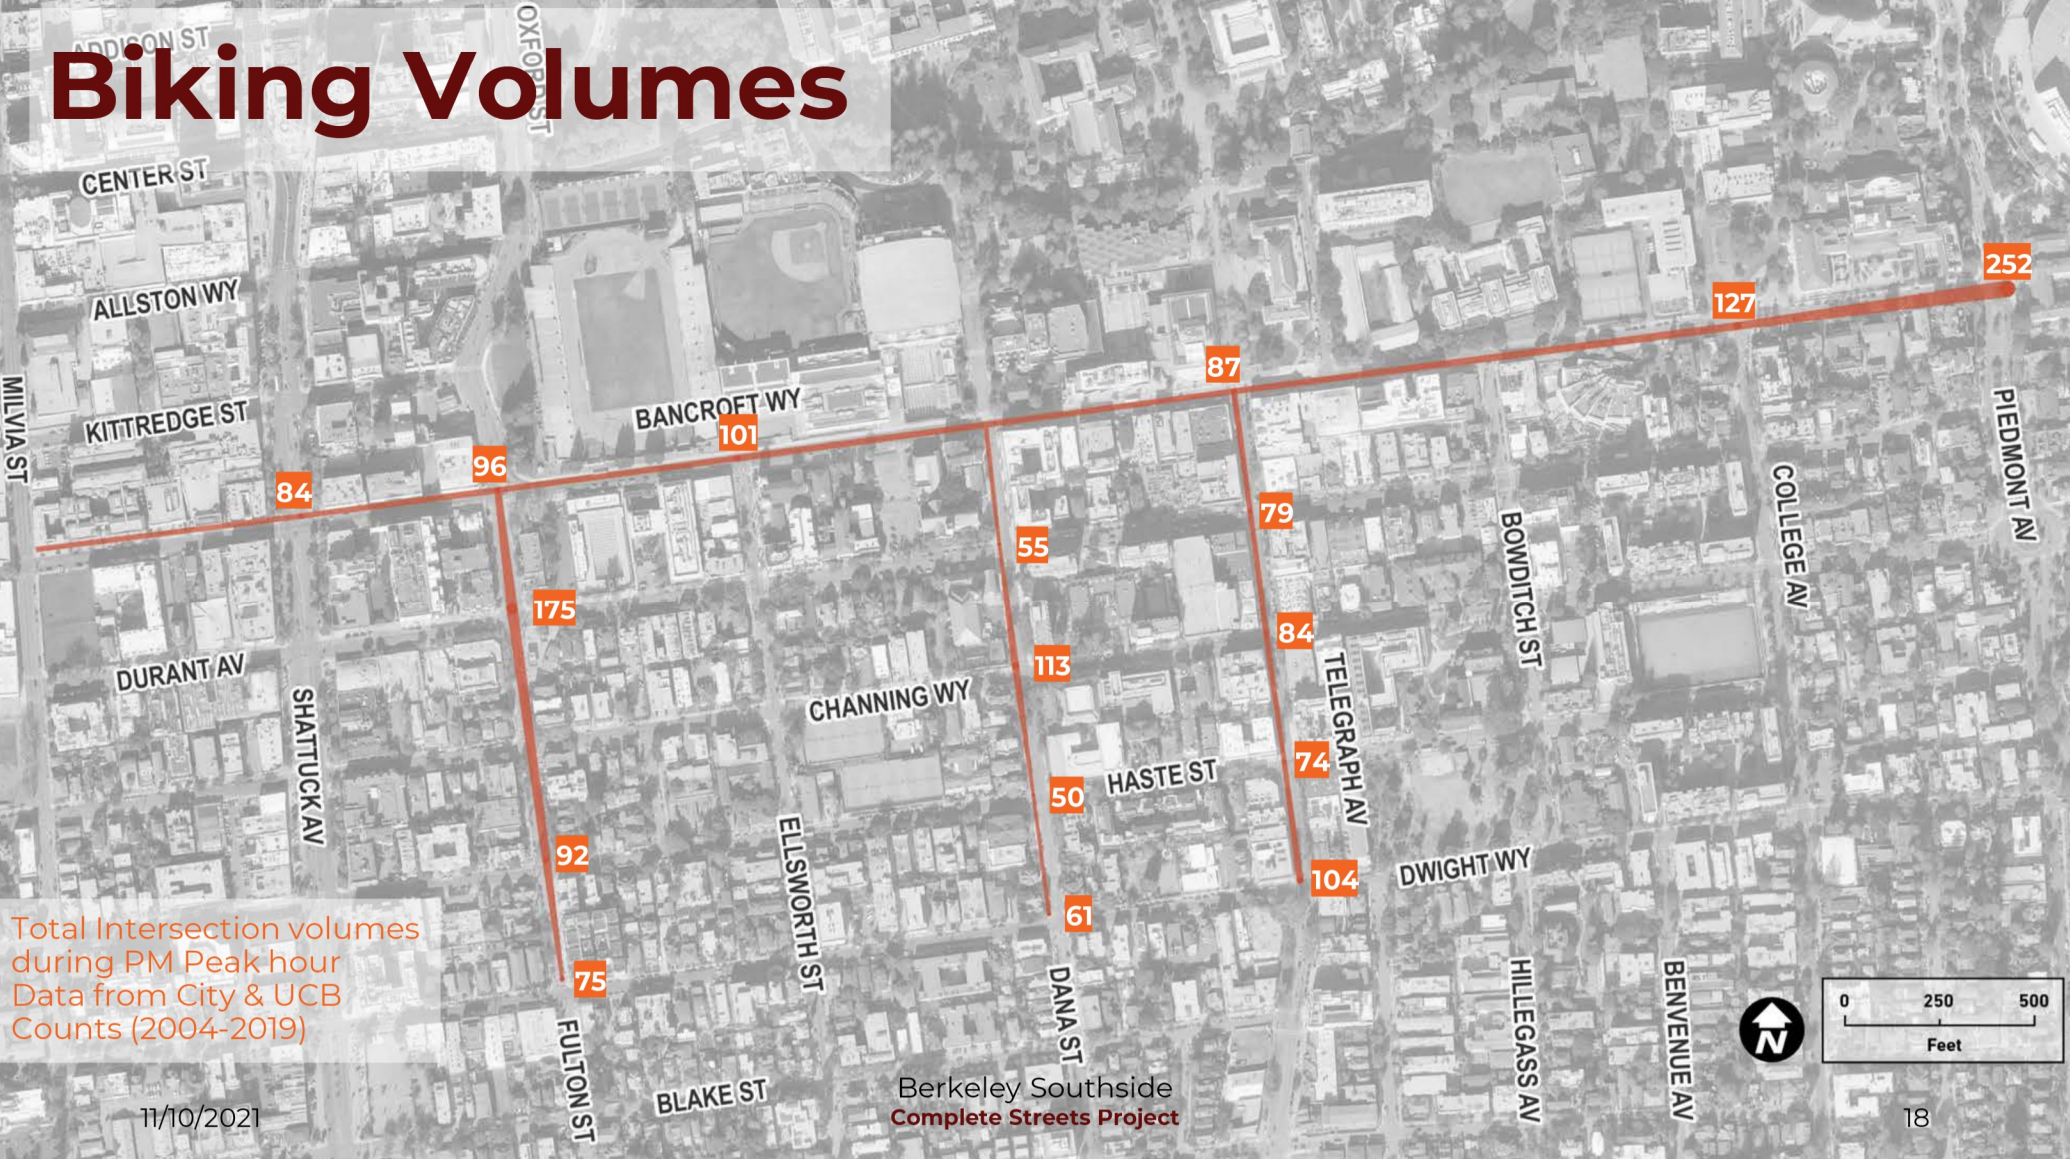 ADDISON ST
OXFORD ST
Biking Volumes
CENTER ST
252
ALLSTON WY
127
87
MILVIA ST
KITTREDGE ST
BANCROFT WY
101
PIEDMONT AV
96
84
COLLEGE AV
79
BOWDITCH ST
55
175
84
113
DURANT AV
CHANNING WY
TELEGRAPH AV
SHATTUCK AV
74
HASTE ST
50
92
ELLSWORTH ST
DWIGHT WY
104
61
Total Intersection volumes
during PM Peak hour
Data from City & UCB
Counts (2004-2019)
75
DANA ST
HILLEGASS AV
BENVENUE AV
N
0 250 500
Feet
FULTON ST
BLAKE ST
Berkeley Southside
Complete Streets Project
11/10/2021
18